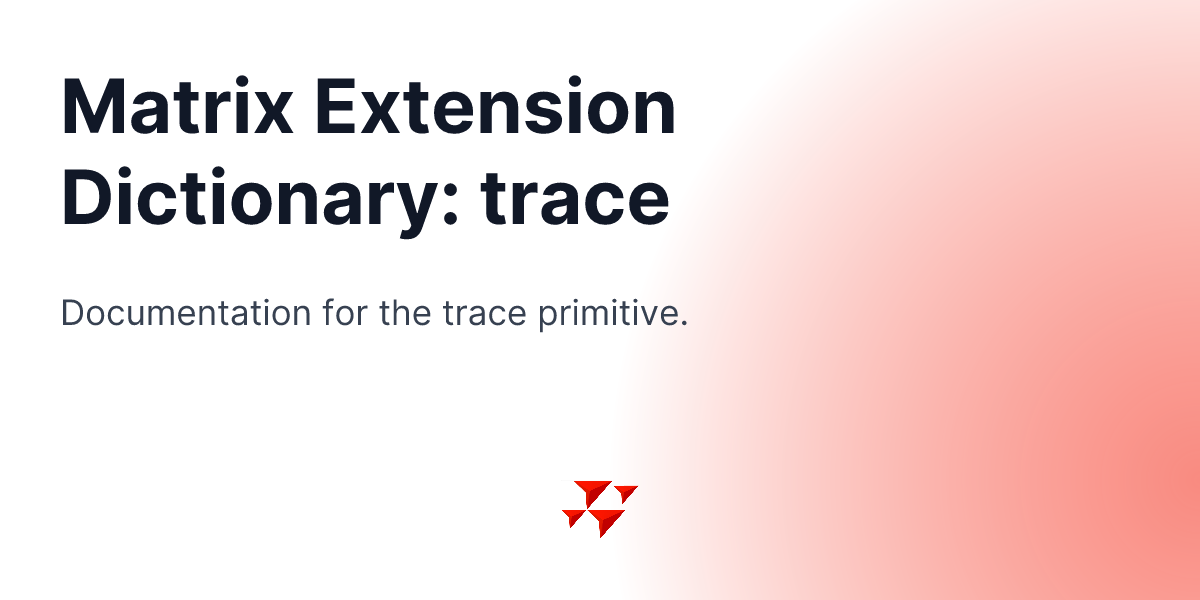 Matrix Extension
Dictionary: trace
Documentation for the trace primitive.